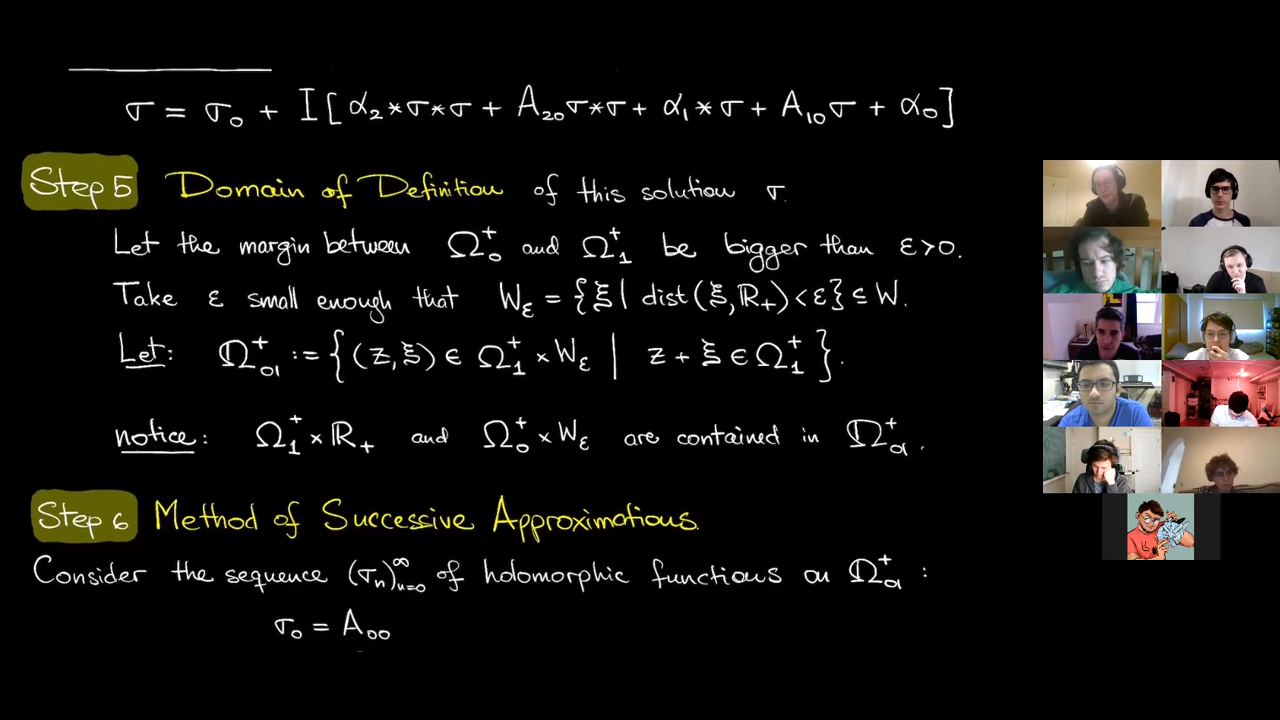 σ = σ₀ + I[α₂*σ*σ + A₂₀σ*σ + α₁*σ + A₁₀σ + α₀]
Step 5 Domain of Definition of this solution σ.
Let the margin between Ω₀⁺ and Ω₁⁺ be bigger than ε>0.
Take ε small enough that W_ε = {ξ | dist(ξ,ℝ₊)<ε} ⊆ W.
Let: Ω₀₁⁺ := {(z,ξ) ∈ Ω₁⁺ × W_ε | z + ξ ∈ Ω₁⁺}.
notice: Ω₁⁺ × ℝ₊ and Ω₀⁺ × W_ε are contained in Ω₀₁⁺.
Step 6 Method of Successive Approximations.
Consider the sequence (σₙ)ₙ₌₀^∞ of holomorphic functions on Ω₀₁⁺ :
σ₀ = A₀₀